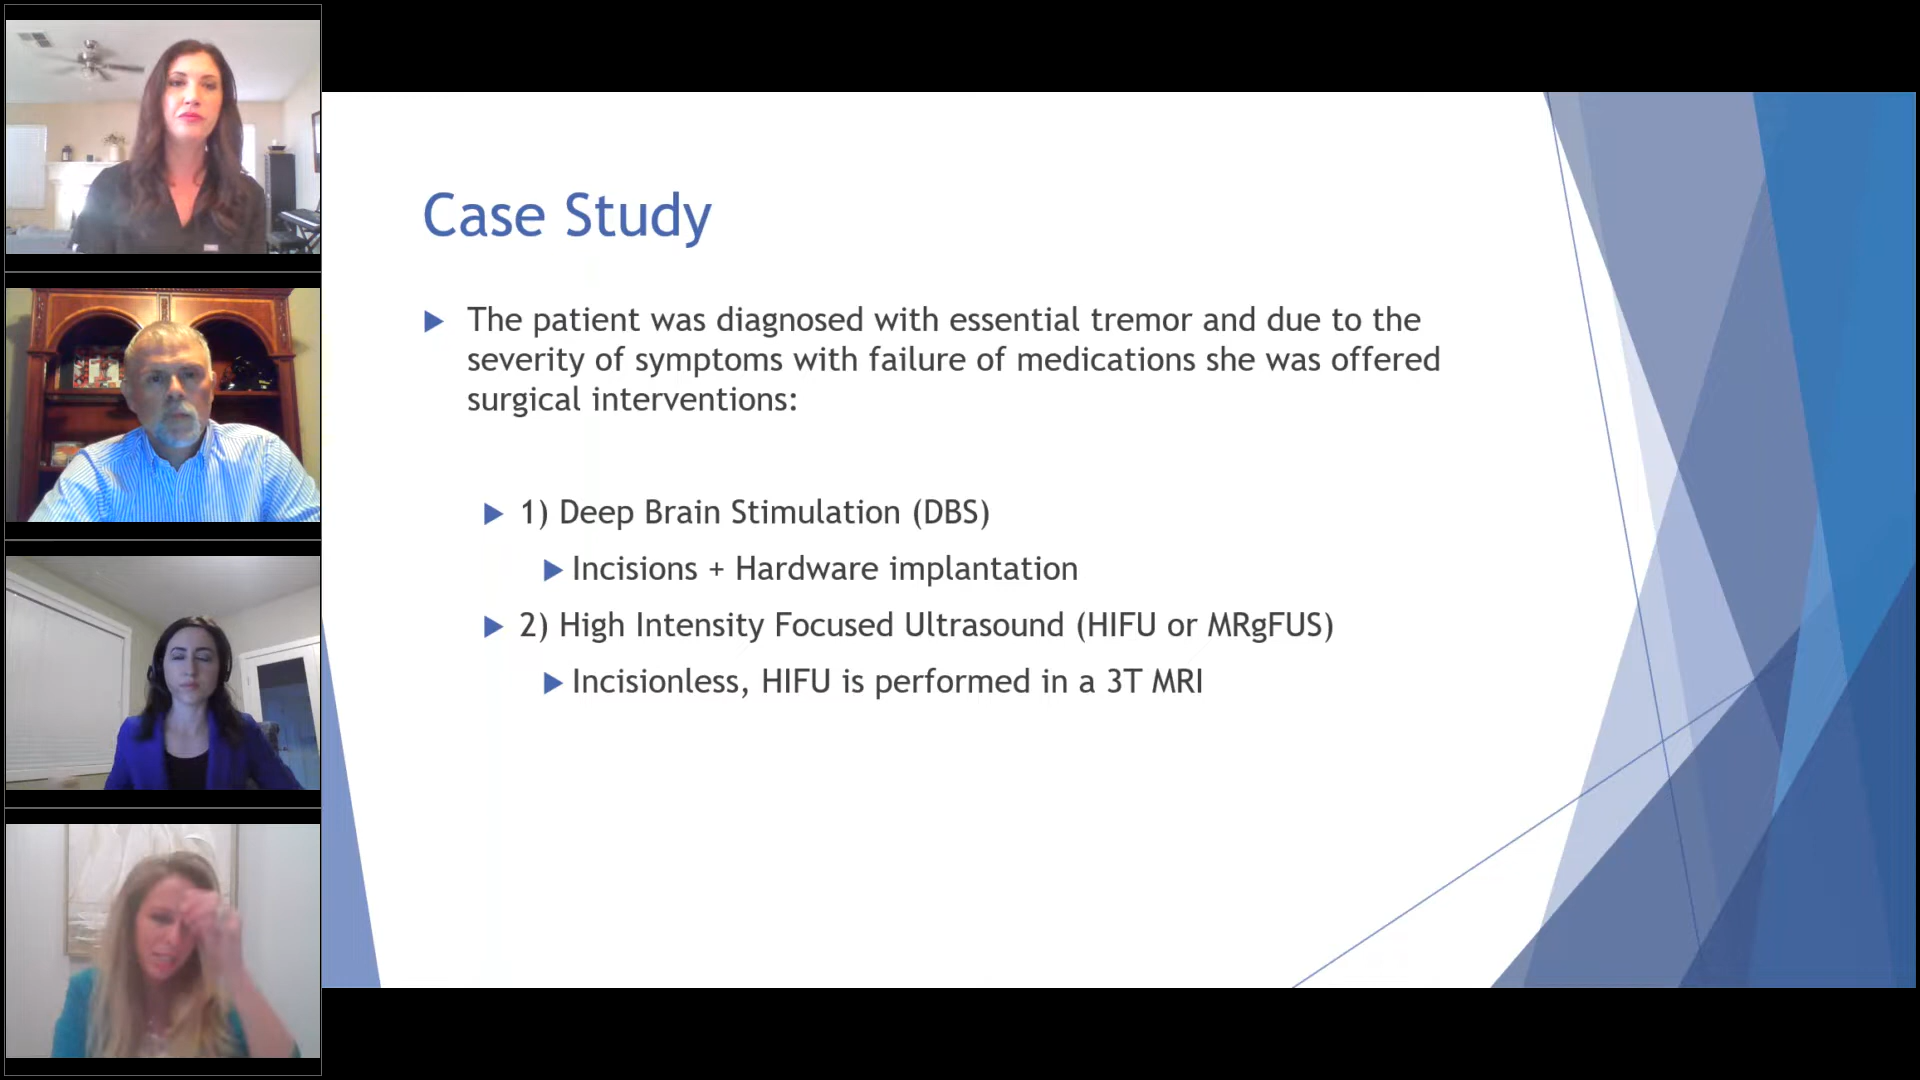 Case Study
The patient was diagnosed with essential tremor and due to the
severity of symptoms with failure of medications she was offered
surgical interventions:
1) Deep Brain Stimulation (DBS)
Incisions + Hardware implantation
2) High Intensity Focused Ultrasound (HIFU or MRgFUS)
Incisionless, HIFU is performed in a 3T MRI